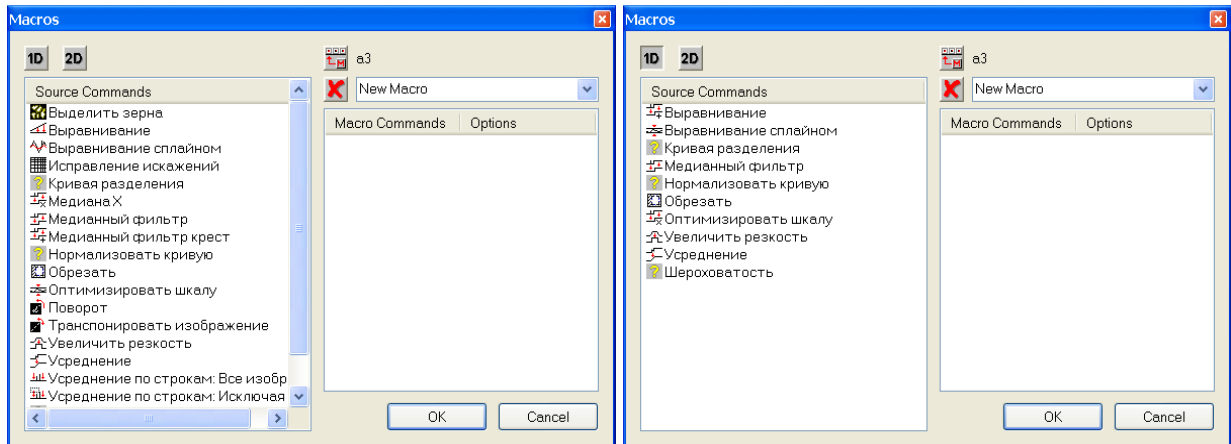 Macros
1D 2D
a3
New Macro
Source Commands
Выделить зерна
Выравнивание
Выравнивание сплайном
Исправление искажений
Кривая разделения
Медиана X
Медианный фильтр
Медианный фильтр крест
Нормализовать кривую
Обрезать
Оптимизировать шкалу
Поворот
Транспонировать изображение
Увеличить резкость
Усреднение
Усреднение по строкам: Все изобр
Усреднение по строкам: Исключая
Macro Commands Options
OK Cancel
Macros
1D 2D
a3
New Macro
Source Commands
Выравнивание
Выравнивание сплайном
Кривая разделения
Медианный фильтр
Нормализовать кривую
Обрезать
Оптимизировать шкалу
Увеличить резкость
Усреднение
Шероховатость
Macro Commands Options
OK Cancel